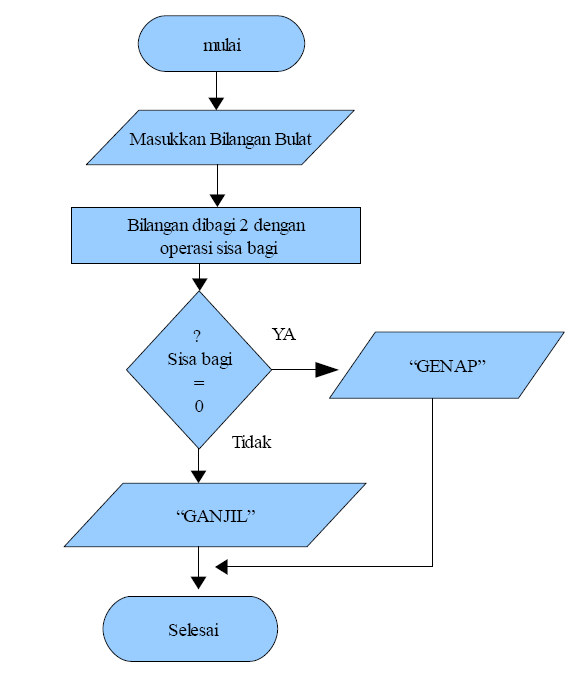 mulai
Masukkan Bilangan Bulat
Bilangan dibagi 2 dengan
operasi sisa bagi
?
Sisa bagi
=
0
YA
“GENAP”
Tidak
“GANJIL”
Selesai